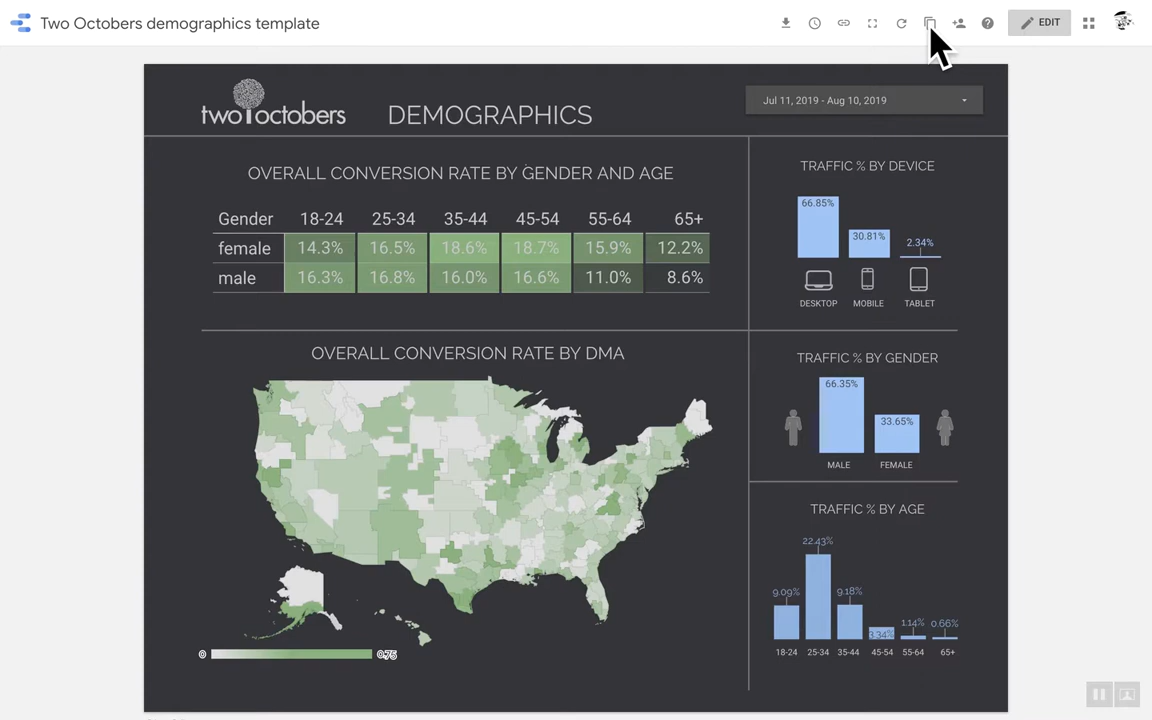 Two Octobers demographics template
EDIT
two octobers
DEMOGRAPHICS
Jul 11, 2019 - Aug 10, 2019
OVERALL CONVERSION RATE BY GENDER AND AGE
Gender 18-24 25-34 35-44 45-54 55-64 65+
female 14.3% 16.5% 18.6% 18.7% 15.9% 12.2%
male 16.3% 16.8% 16.0% 16.6% 11.0% 8.6%
OVERALL CONVERSION RATE BY DMA
0 0.75
TRAFFIC % BY DEVICE
66.85% 30.81% 2.34%
DESKTOP MOBILE TABLET
TRAFFIC % BY GENDER
66.35% 33.65%
MALE FEMALE
TRAFFIC % BY AGE
9.09% 22.43% 9.18% 3.34% 1.14% 0.66%
18-24 25-34 35-44 45-54 55-64 65+